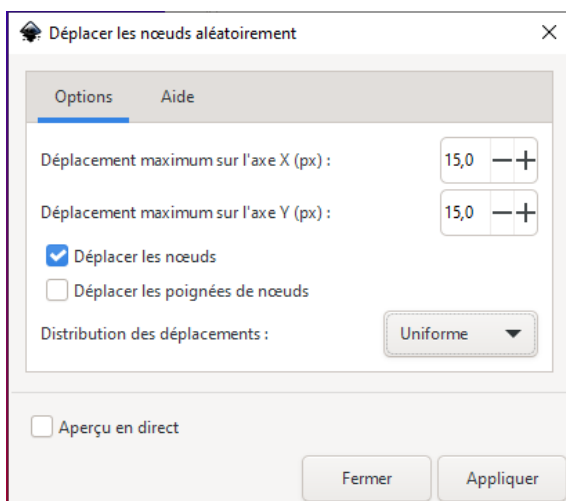 Déplacer les nœuds aléatoirement
Options Aide
Déplacement maximum sur l'axe X (px) : 15,0
Déplacement maximum sur l'axe Y (px) : 15,0
Déplacer les nœuds
Déplacer les poignées de nœuds
Distribution des déplacements : Uniforme
Aperçu en direct
Fermer Appliquer